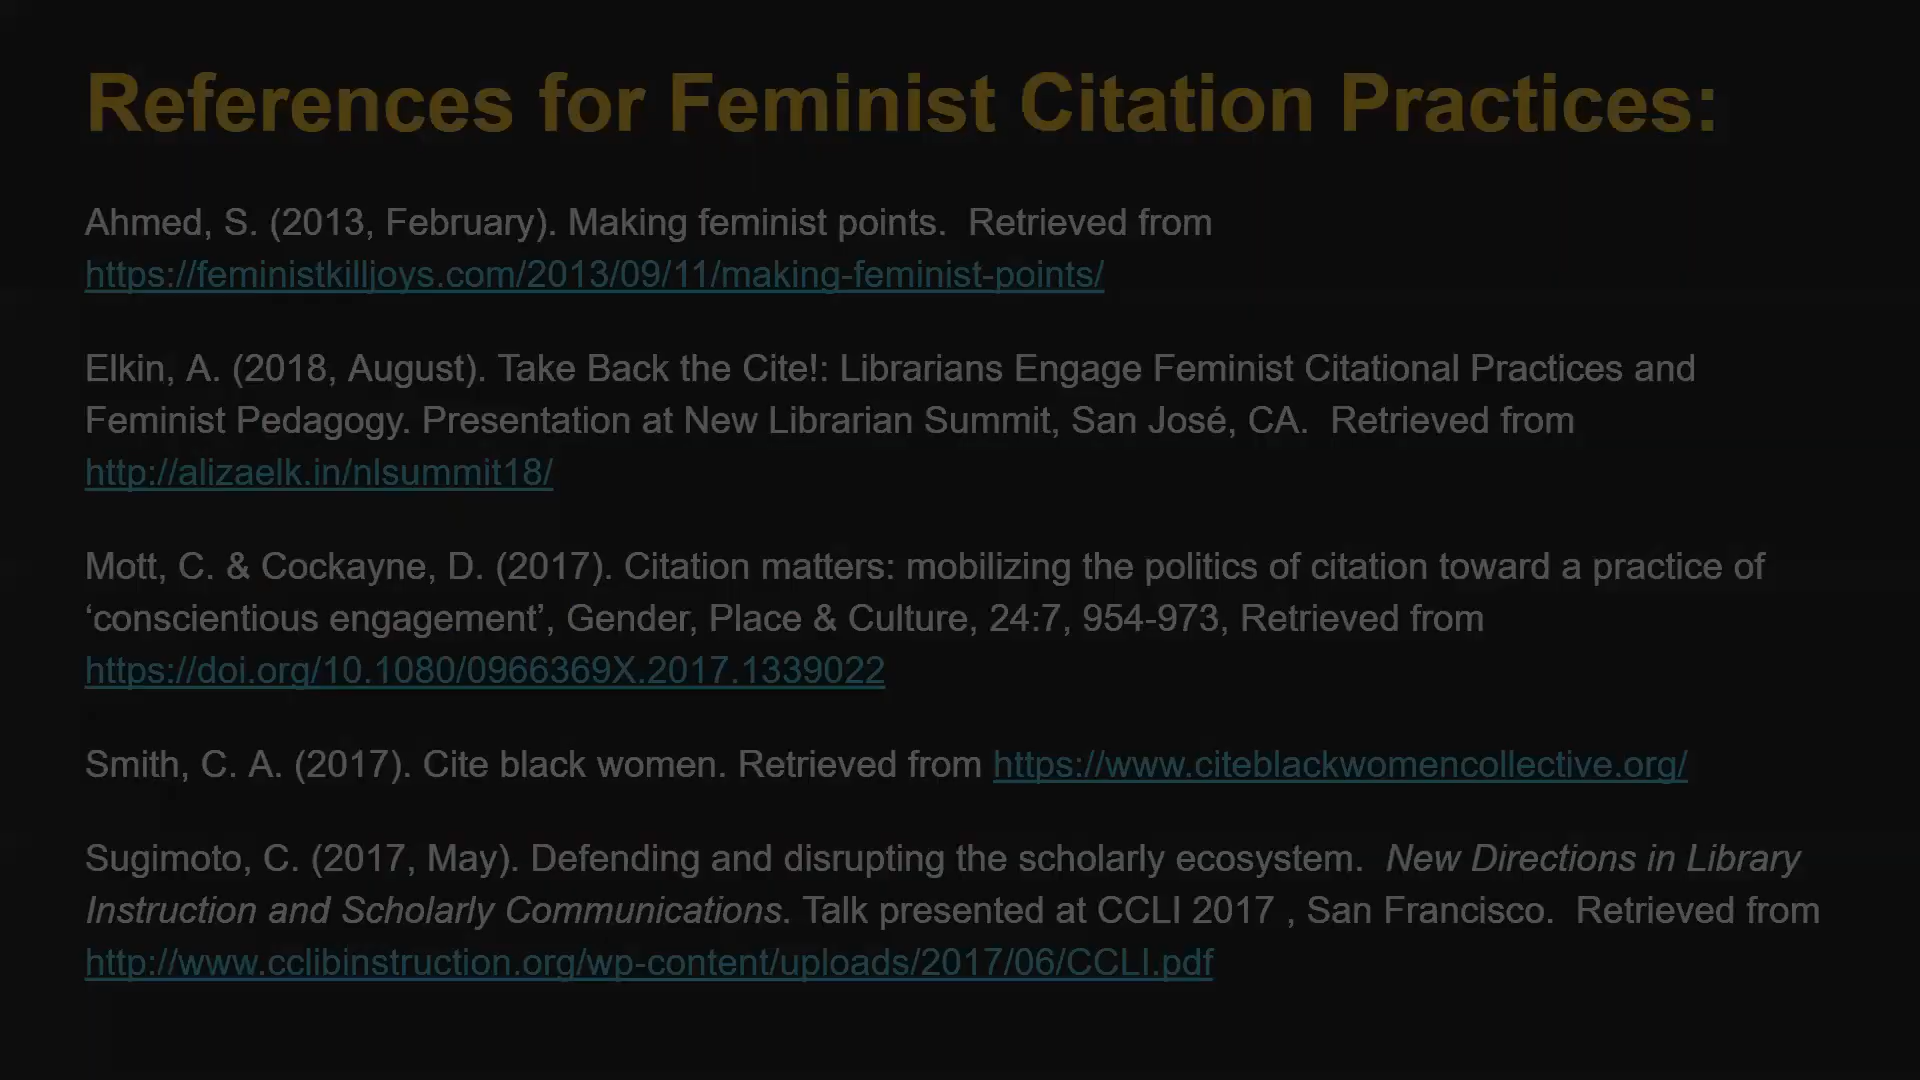 References for Feminist Citation Practices:
Ahmed, S. (2013, February). Making feminist points.  Retrieved from
https://feministkilljoys.com/2013/09/11/making-feminist-points/
Elkin, A. (2018, August). Take Back the Cite!: Librarians Engage Feminist Citational Practices and
Feminist Pedagogy. Presentation at New Librarian Summit, San José, CA.  Retrieved from
http://alizaelk.in/nlsummit18/
Mott, C. & Cockayne, D. (2017). Citation matters: mobilizing the politics of citation toward a practice of
‘conscientious engagement’, Gender, Place & Culture, 24:7, 954-973, Retrieved from
https://doi.org/10.1080/0966369X.2017.1339022
Smith, C. A. (2017). Cite black women. Retrieved from https://www.citeblackwomencollective.org/
Sugimoto, C. (2017, May). Defending and disrupting the scholarly ecosystem.  New Directions in Library
Instruction and Scholarly Communications. Talk presented at CCLI 2017 , San Francisco.  Retrieved from
http://www.cclibinstruction.org/wp-content/uploads/2017/06/CCLI.pdf